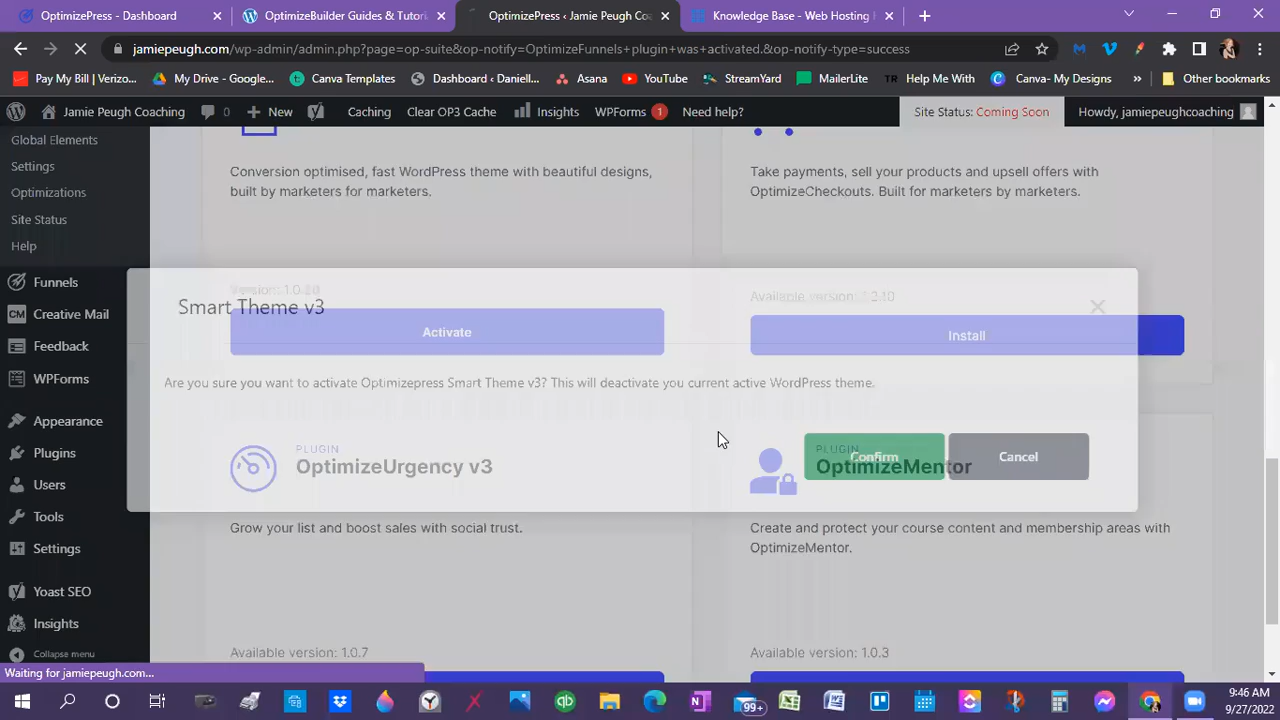 OptimizePress - Dashboard
OptimizeBuilder Guides & Tutori
OptimizePress ‹ Jamie Peugh Co
Knowledge Base - Web Hosting
jamiepeugh.com/wp-admin/admin.php?page=op-suite&op-notify=OptimizeFunnels+plugin+was+activated.&op-notify-type=success
Pay My Bill | Verizo...
My Drive - Google...
Canva Templates
Dashboard ‹ Daniell...
Asana
YouTube
StreamYard
MailerLite
TR Help Me With
Canva- My Designs
»
Other bookmarks
Jamie Peugh Coaching
0
New
Caching
Clear OP3 Cache
Insights
WPForms 1
Need help?
Site Status: Coming Soon
Howdy, jamiepeughcoaching
Global Elements
Settings
Optimizations
Site Status
Help
Funnels
CM Creative Mail
Feedback
WPForms
Appearance
Plugins
Users
Tools
Settings
Yoast SEO
Insights
Collapse menu
Conversion optimised, fast WordPress theme with beautiful designs,
built by marketers for marketers.
Take payments, sell your products and upsell offers with
OptimizeCheckouts. Built for marketers by marketers.
Available version: 1.2.10
Smart Theme v3
Activate
Install
Are you sure you want to activate Optimizepress Smart Theme v3? This will deactivate you current active WordPress theme.
Confirm
Cancel
PLUGIN
OptimizeUrgency v3
PLUGIN
OptimizeMentor
Grow your list and boost sales with social trust.
Create and protect your course content and membership areas with
OptimizeMentor.
Available version: 1.0.7
Available version: 1.0.3
Waiting for jamiepeugh.com...
99+
9:46 AM
9/27/2022